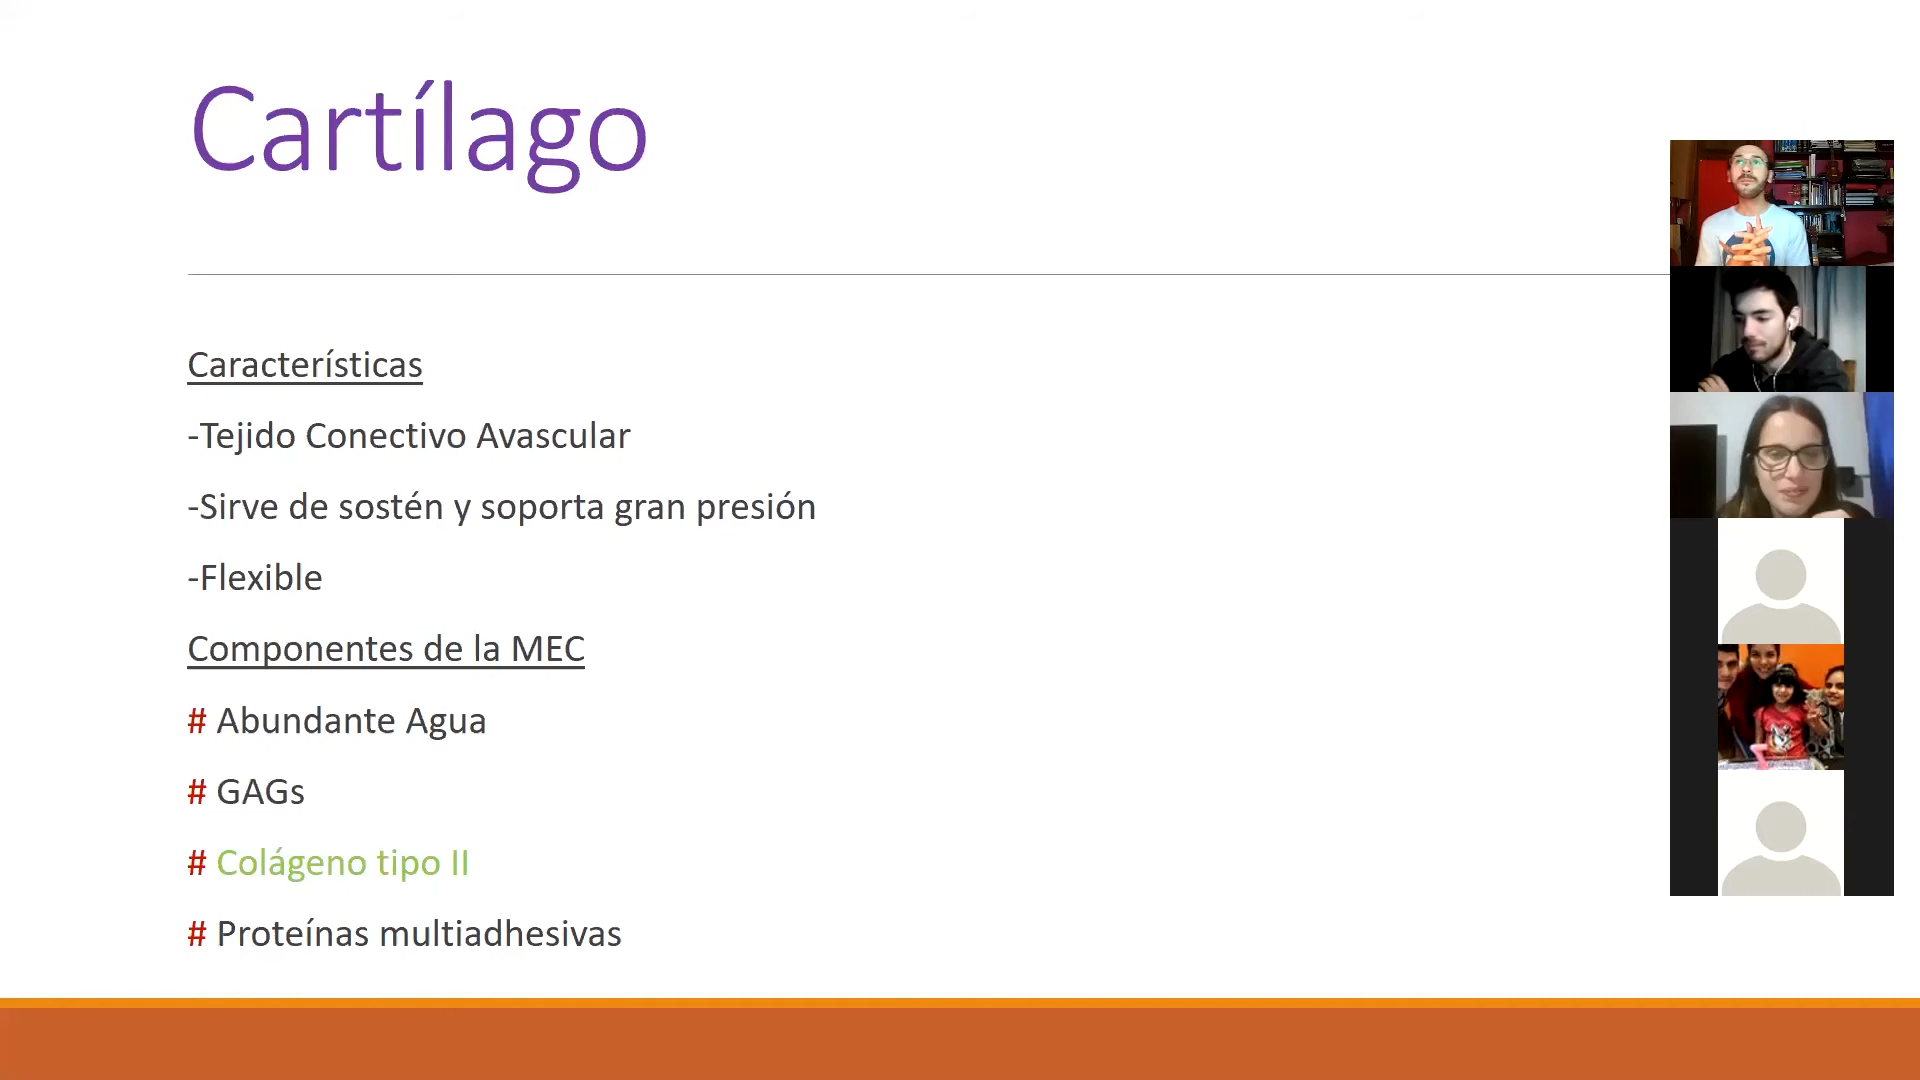 Cartílago
Características
-Tejido Conectivo Avascular
-Sirve de sostén y soporta gran presión
-Flexible
Componentes de la MEC
# Abundante Agua
# GAGs
# Colágeno tipo II
# Proteínas multiadhesivas